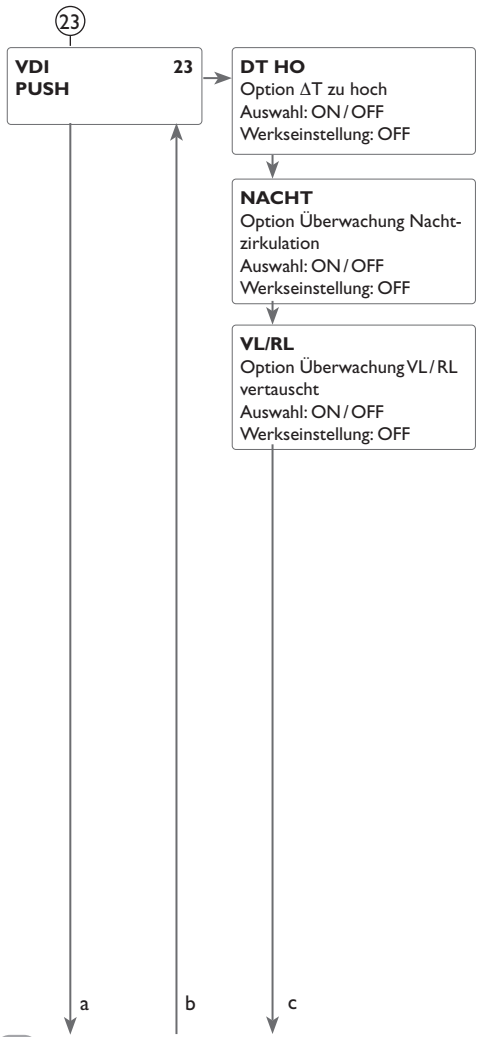 23
VDI 23
PUSH
DT HO
Option ΔT zu hoch
Auswahl: ON / OFF
Werkseinstellung: OFF
NACHT
Option Überwachung Nacht-
zirkulation
Auswahl: ON / OFF
Werkseinstellung: OFF
VL/RL
Option Überwachung VL / RL
vertauscht
Auswahl: ON / OFF
Werkseinstellung: OFF
a b c